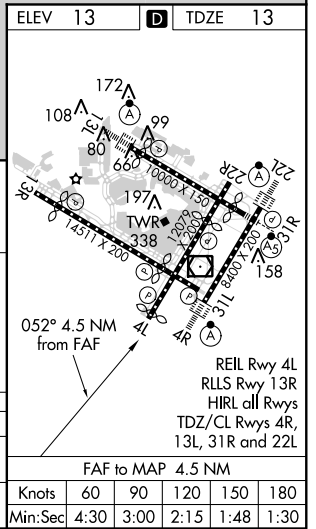 ELEV 13 D TDZE 13
172
A
108
13L
99
80
66
P
22R
A
22L
10000 X 150
13R
197
TWR
338
12079 X 200
P
31R
A5
14511 X 200
P
8400 X 200
158
P
P
31L
4L
4R
A
052° 4.5 NM
from FAF
REIL Rwy 4L
RLLS Rwy 13R
HIRL all Rwys
TDZ/CL Rwys 4R,
13L, 31R and 22L
FAF to MAP 4.5 NM
Knots 60 90 120 150 180
Min:Sec 4:30 3:00 2:15 1:48 1:30